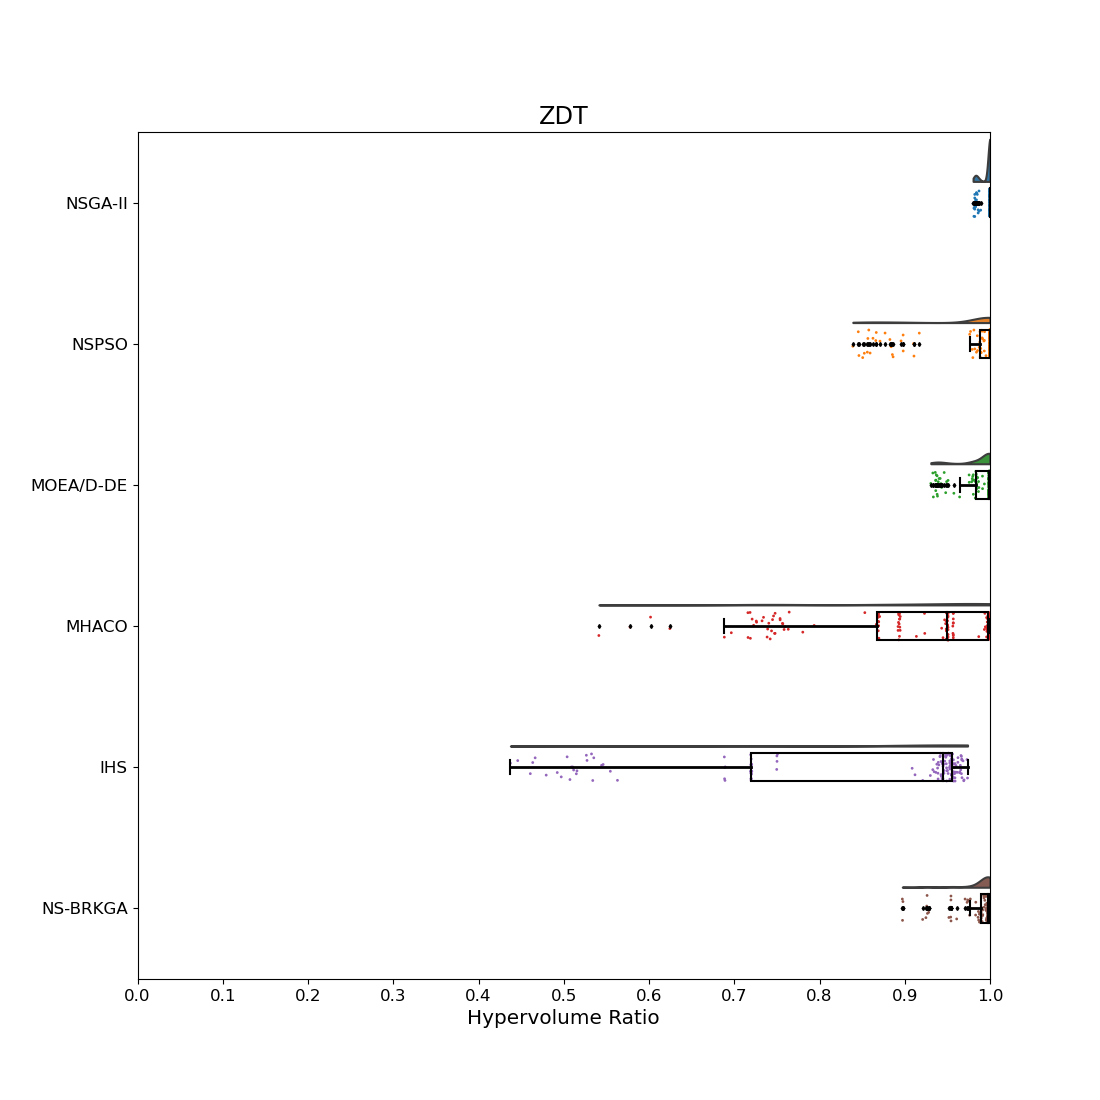 ZDT
NSGA-II
NSPSO
MOEA/D-DE
MHACO
IHS
NS-BRKGA
0.0 0.1 0.2 0.3 0.4 0.5 0.6 0.7 0.8 0.9 1.0
Hypervolume Ratio